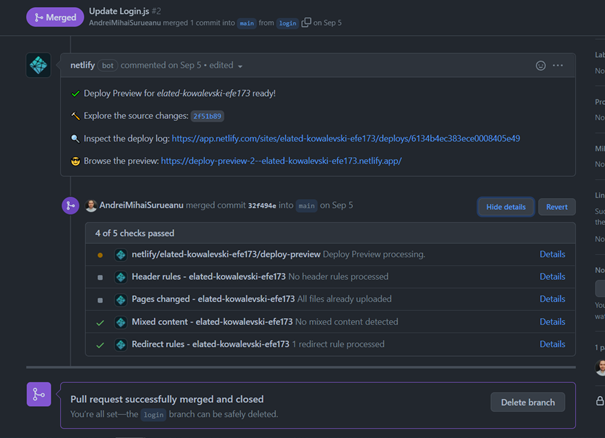 Merged
Update Login.js #2
AndreiMihaiSurueanu merged 1 commit into main from login on Sep 5
netlify bot commented on Sep 5 • edited
Deploy Preview for elated-kowalevski-efe173 ready!
Explore the source changes: 2f51b89
Inspect the deploy log: https://app.netlify.com/sites/elated-kowalevski-efe173/deploys/6134b4ec383ece0008405e49
Browse the preview: https://deploy-preview-2--elated-kowalevski-efe173.netlify.app/
AndreiMihaiSurueanu merged commit 32f494e into main on Sep 5
Hide details
Revert
4 of 5 checks passed
netlify/elated-kowalevski-efe173/deploy-preview Deploy Preview processing.
Details
Header rules - elated-kowalevski-efe173 No header rules processed
Details
Pages changed - elated-kowalevski-efe173 All files already uploaded
Details
Mixed content - elated-kowalevski-efe173 No mixed content detected
Details
Redirect rules - elated-kowalevski-efe173 1 redirect rule processed
Details
Pull request successfully merged and closed
You're all set—the login branch can be safely deleted.
Delete branch
Lab
No
Pro
No
Mil
No
Lin
Suc
the
No
No
You
wat
1 p